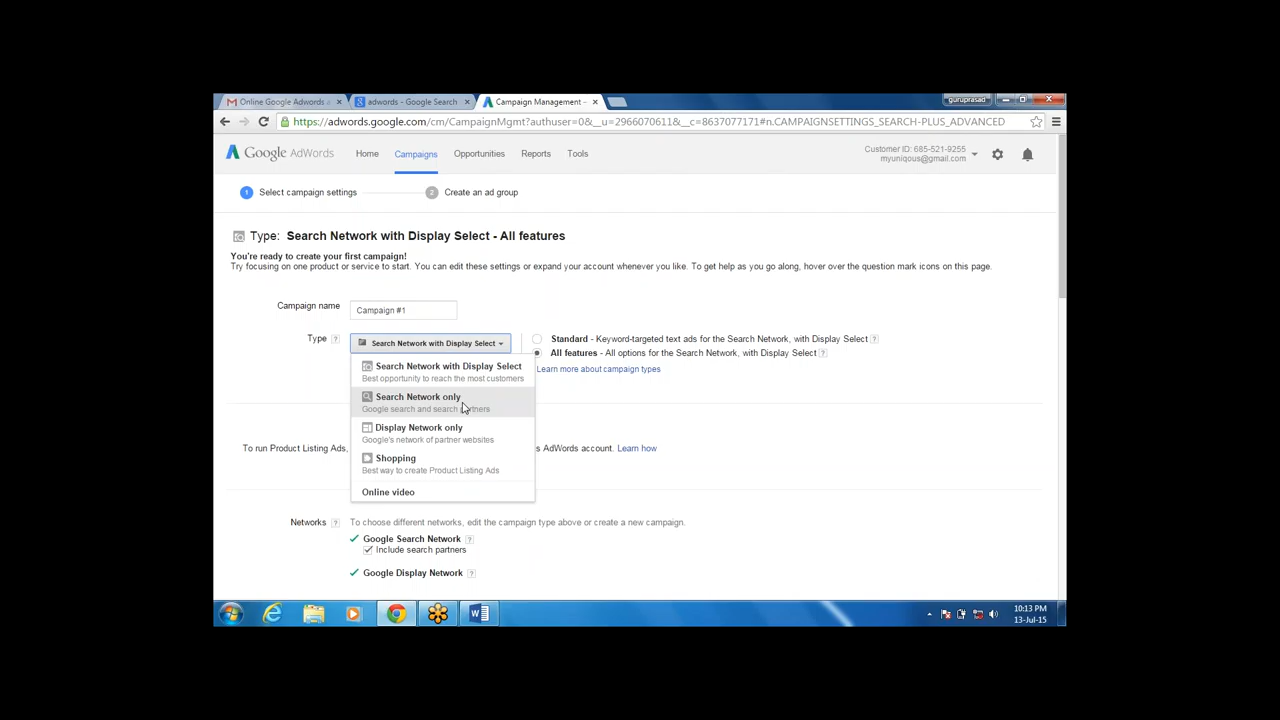 Online Google Adwords a
adwords - Google Search
Campaign Management -
guruprasad
https://adwords.google.com/cm/CampaignMgmt?authuser=0&__u=2966070611&__c=8637077171#n.CAMPAIGNSETTINGS_SEARCH-PLUS_ADVANCED
Google AdWords
Home
Campaigns
Opportunities
Reports
Tools
Customer ID: 685-521-9255
myuniqous@gmail.com
1 Select campaign settings
2 Create an ad group
Type: Search Network with Display Select - All features
You're ready to create your first campaign!
Try focusing on one product or service to start. You can edit these settings or expand your account whenever you like. To get help as you go along, hover over the question mark icons on this page.
Campaign name
Campaign #1
Type ?
Search Network with Display Select
Standard - Keyword-targeted text ads for the Search Network, with Display Select ?
All features - All options for the Search Network, with Display Select ?
Learn more about campaign types
Search Network with Display Select
Best opportunity to reach the most customers
Search Network only
Google search and search partners
Display Network only
Google's network of partner websites
Shopping
Best way to create Product Listing Ads
Online video
To run Product Listing Ads,
AdWords account. Learn how
Networks ?
To choose different networks, edit the campaign type above or create a new campaign.
Google Search Network ?
Include search partners
Google Display Network ?
10:13 PM
13-Jul-15